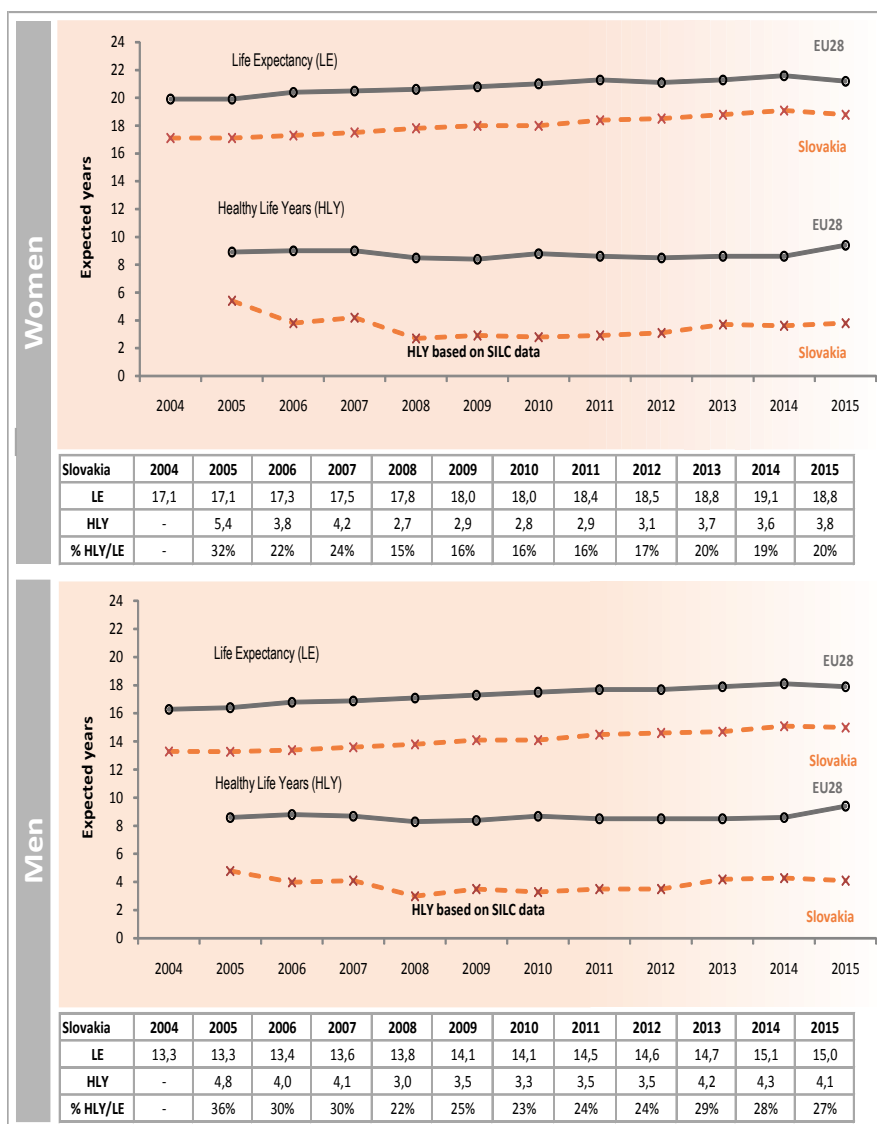 Women
Expected years
24
22
20
18
16
14
12
10
8
6
4
2
0
Life Expectancy (LE)
EU28
Slovakia
Healthy Life Years (HLY)
EU28
HLY based on SILC data
Slovakia
2004 2005 2006 2007 2008 2009 2010 2011 2012 2013 2014 2015
Slovakia 2004 2005 2006 2007 2008 2009 2010 2011 2012 2013 2014 2015
LE 17,1 17,1 17,3 17,5 17,8 18,0 18,0 18,4 18,5 18,8 19,1 18,8
HLY - 5,4 3,8 4,2 2,7 2,9 2,8 2,9 3,1 3,7 3,6 3,8
% HLY/LE - 32% 22% 24% 15% 16% 16% 16% 17% 20% 19% 20%
Men
Expected years
24
22
20
18
16
14
12
10
8
6
4
2
0
Life Expectancy (LE)
EU28
Slovakia
Healthy Life Years (HLY)
EU28
HLY based on SILC data
Slovakia
2004 2005 2006 2007 2008 2009 2010 2011 2012 2013 2014 2015
Slovakia 2004 2005 2006 2007 2008 2009 2010 2011 2012 2013 2014 2015
LE 13,3 13,3 13,4 13,6 13,8 14,1 14,1 14,5 14,6 14,7 15,1 15,0
HLY - 4,8 4,0 4,1 3,0 3,5 3,3 3,5 3,5 4,2 4,3 4,1
% HLY/LE - 36% 30% 30% 22% 25% 23% 24% 24% 29% 28% 27%